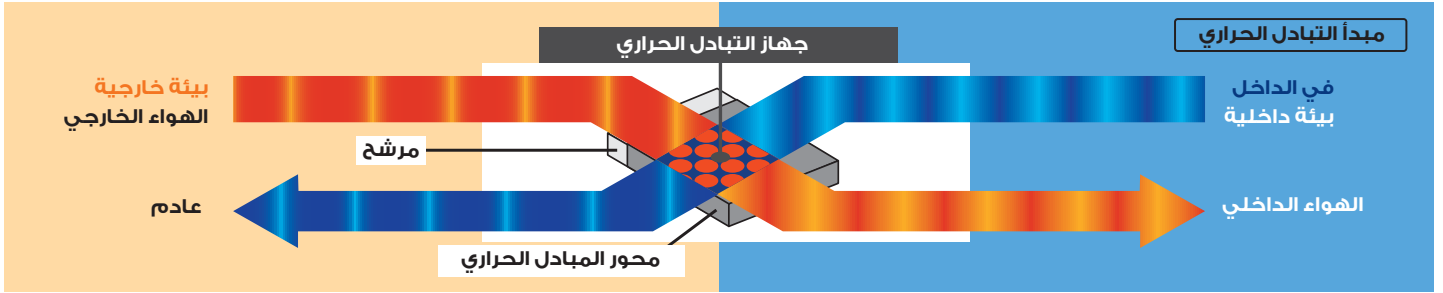 مبدأ التبادل الحراري
جهاز التبادل الحراري
في الداخل
بيئة داخلية
بيئة خارجية
الهواء الخارجي
مرشح
الهواء الداخلي
عادم
محور المبادل الحراري